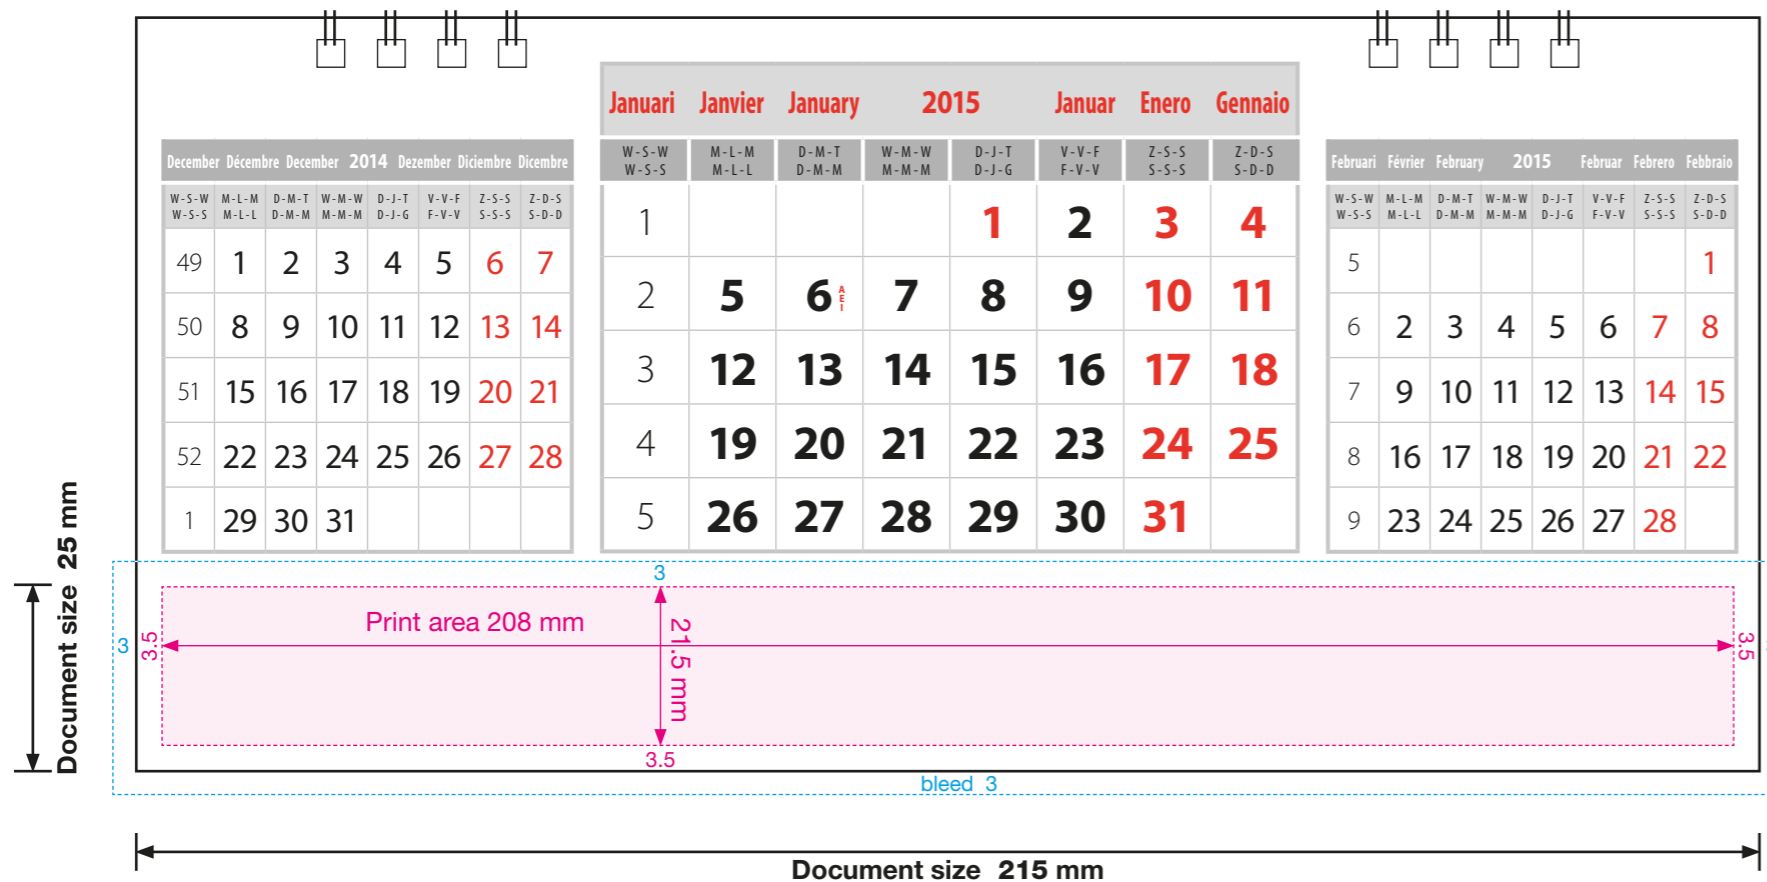 Januari Janvier January 2015 Januar Enero Gennaio
W-S-W M-L-M D-M-T W-M-W D-J-T V-V-F Z-S-S Z-D-S
W-S-S M-L-L D-M-M M-M-M D-J-G F-V-V S-S-S S-D-D
1 1 2 3 4
2 5 6 A E I 7 8 9 10 11
3 12 13 14 15 16 17 18
4 19 20 21 22 23 24 25
5 26 27 28 29 30 31
December Décembre December 2014 Dezember Diciembre Dicembre
W-S-W M-L-M D-M-T W-M-W D-J-T V-V-F Z-S-S Z-D-S
W-S-S M-L-L D-M-M M-M-M D-J-G F-V-V S-S-S S-D-D
49 1 2 3 4 5 6 7
50 8 9 10 11 12 13 14
51 15 16 17 18 19 20 21
52 22 23 24 25 26 27 28
1 29 30 31
Februari Février February 2015 Februar Febrero Febbraio
W-S-W M-L-M D-M-T W-M-W D-J-T V-V-F Z-S-S Z-D-S
W-S-S M-L-L D-M-M M-M-M D-J-G F-V-V S-S-S S-D-D
5 1
6 2 3 4 5 6 7 8
7 9 10 11 12 13 14 15
8 16 17 18 19 20 21 22
9 23 24 25 26 27 28
Document size 25 mm
3
3
3.5
Print area 208 mm
21.5 mm
3.5
3.5
bleed 3
Document size 215 mm